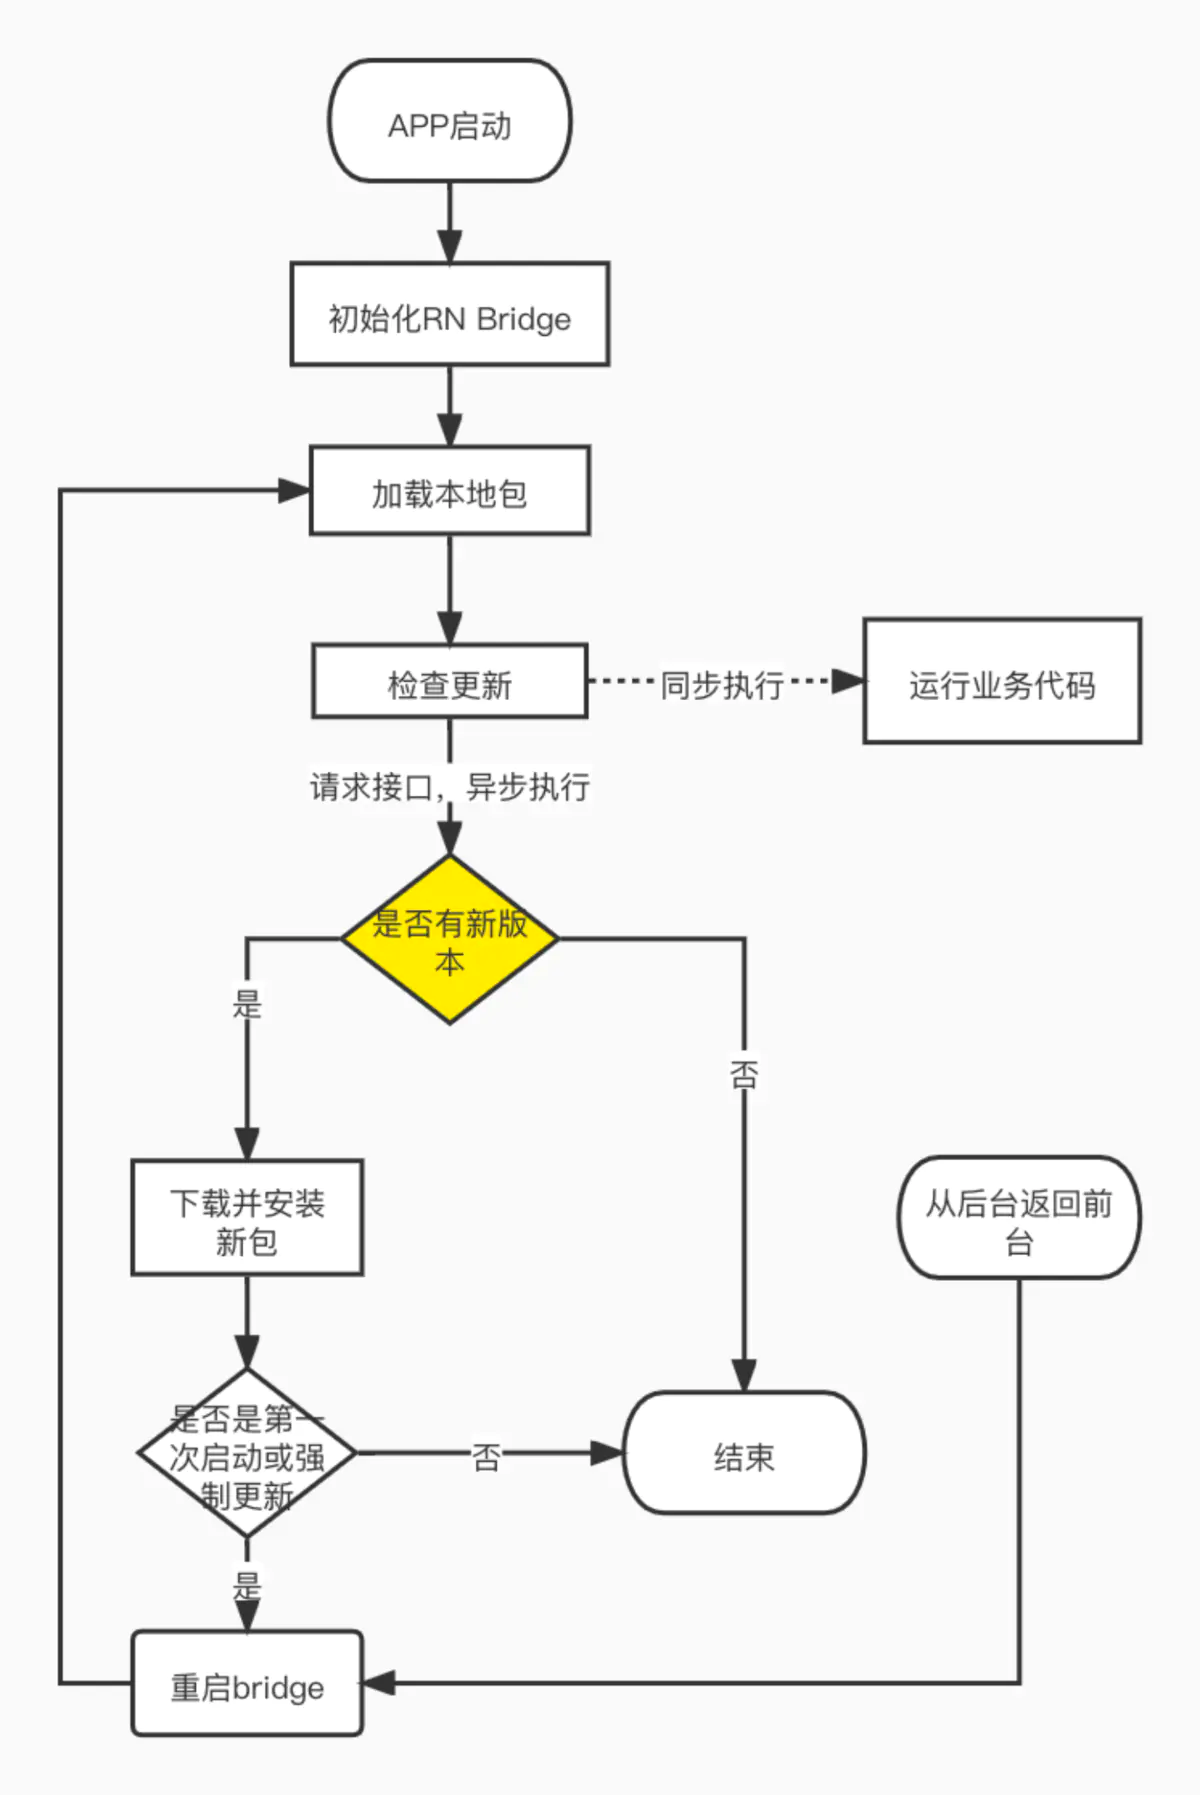 APP启动
初始化RN Bridge
加载本地包
检查更新
同步执行
运行业务代码
请求接口，异步执行
是否有新版
本
是
否
下载并安装
新包
从后台返回前
台
是否是第一
次启动或强
制更新
否
结束
是
重启bridge